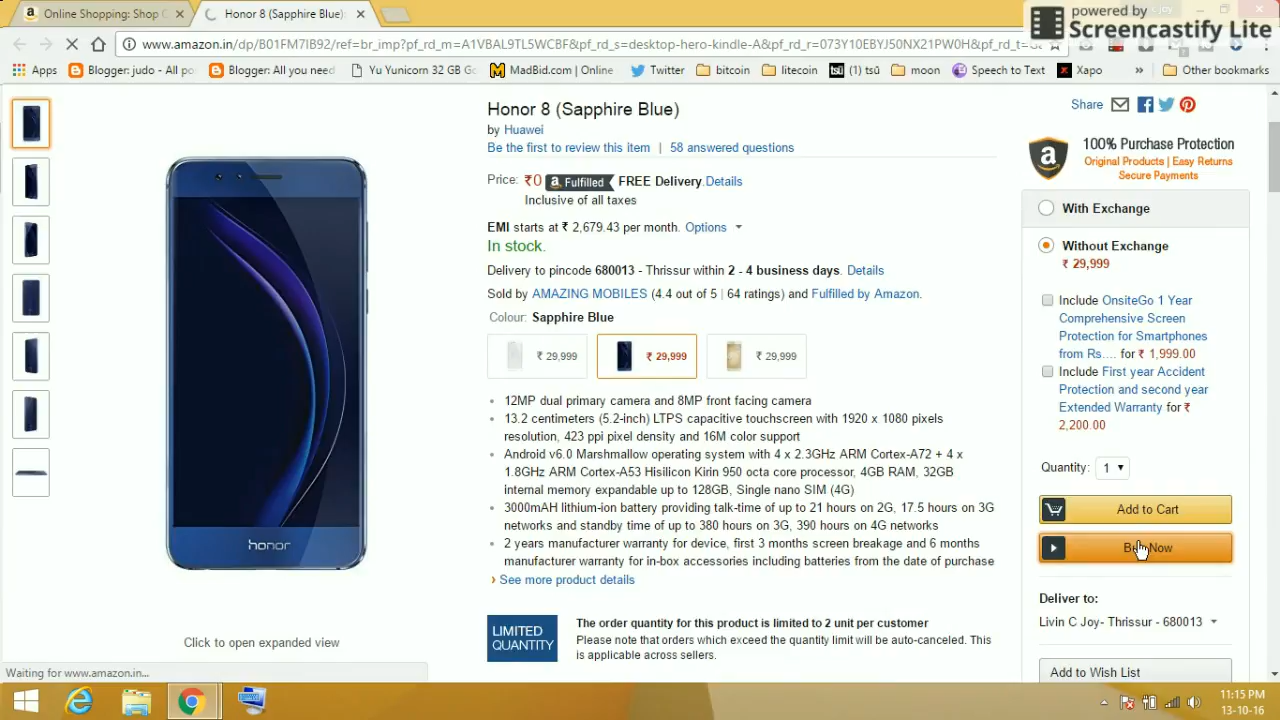 Online Shopping: Shop
Honor 8 (Sapphire Blue)
powered by
Screencastify Lite
www.amazon.in/dp/B01FM7IB92/ref=br_imp?pf_rd_m=A1VBAL9TL5WCBF&pf_rd_s=desktop-hero-kindle-A&pf_rd_r=073Y10EBYJ50NX21PW0H&pf_rd_t=
Apps
Blogger: judo - All po
Blogger: All you need
Yu Yunicorn 32 GB G
MadBid.com | Online
Twitter
bitcoin
litecoin
(1) tsū
moon
Speech to Text
Xapo
»
Other bookmarks
Honor 8 (Sapphire Blue)
by Huawei
Be the first to review this item | 58 answered questions
Price: ₹0 a Fulfilled FREE Delivery.Details
Inclusive of all taxes
EMI starts at ₹ 2,679.43 per month. Options
In stock.
Delivery to pincode 680013 - Thrissur within 2 - 4 business days. Details
Sold by AMAZING MOBILES (4.4 out of 5 | 64 ratings) and Fulfilled by Amazon.
Colour: Sapphire Blue
₹ 29,999
₹ 29,999
₹ 29,999
• 12MP dual primary camera and 8MP front facing camera
• 13.2 centimeters (5.2-inch) LTPS capacitive touchscreen with 1920 x 1080 pixels
resolution, 423 ppi pixel density and 16M color support
• Android v6.0 Marshmallow operating system with 4 x 2.3GHz ARM Cortex-A72 + 4 x
1.8GHz ARM Cortex-A53 Hisilicon Kirin 950 octa core processor, 4GB RAM, 32GB
internal memory expandable up to 128GB, Single nano SIM (4G)
• 3000mAH lithium-ion battery providing talk-time of up to 21 hours on 2G, 17.5 hours on 3G
networks and standby time of up to 380 hours on 3G, 390 hours on 4G networks
• 2 years manufacturer warranty for device, first 3 months screen breakage and 6 months
manufacturer warranty for in-box accessories including batteries from the date of purchase
› See more product details
LIMITED
QUANTITY
The order quantity for this product is limited to 2 unit per customer
Please note that orders which exceed the quantity limit will be auto-canceled. This
is applicable across sellers.
honor
Click to open expanded view
Share
100% Purchase Protection
Original Products | Easy Returns
Secure Payments
With Exchange
Without Exchange
₹ 29,999
Include OnsiteGo 1 Year
Comprehensive Screen
Protection for Smartphones
from Rs.... for ₹ 1,999.00
Include First year Accident
Protection and second year
Extended Warranty for ₹
2,200.00
Quantity: 1
Add to Cart
Buy Now
Deliver to:
Livin C Joy- Thrissur - 680013
Add to Wish List
Waiting for www.amazon.in...
11:15 PM
13-10-16